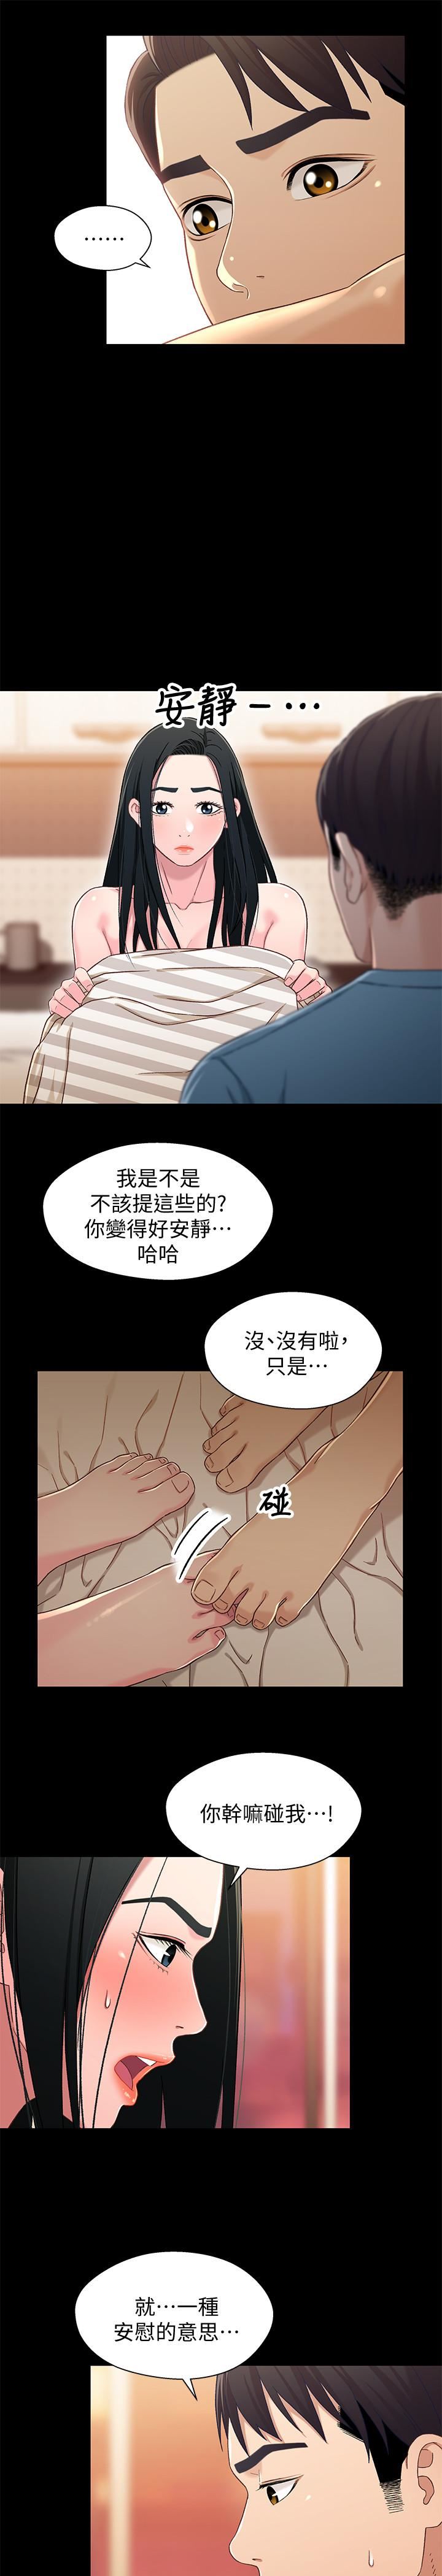 ……
安靜－…
我是不是
不該提這些的?
你變得好安靜…
哈哈
沒、沒有啦，
只是…
碰
你幹嘛碰我…!
就…一種
安慰的意思…